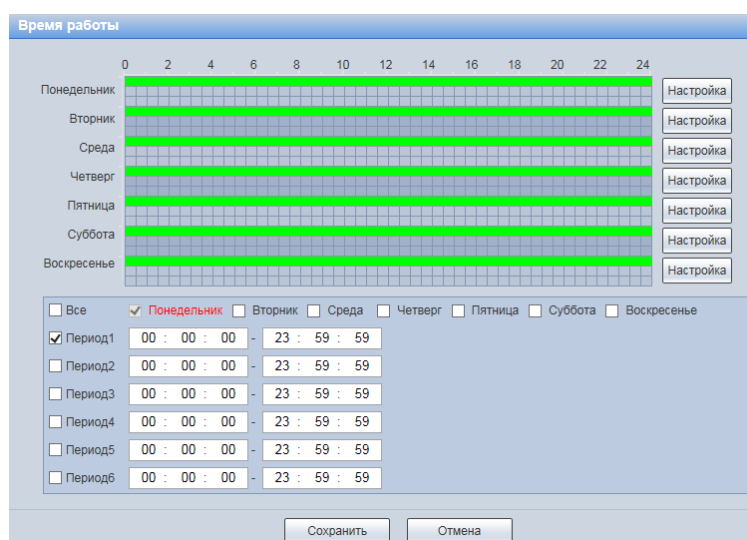 Время работы
0 2 4 6 8 10 12 14 16 18 20 22 24
Понедельник Настройка
Вторник Настройка
Среда Настройка
Четверг Настройка
Пятница Настройка
Суббота Настройка
Воскресенье Настройка
Все Понедельник Вторник Среда Четверг Пятница Суббота Воскресенье
Период1 00 : 00 : 00 - 23 : 59 : 59
Период2 00 : 00 : 00 - 23 : 59 : 59
Период3 00 : 00 : 00 - 23 : 59 : 59
Период4 00 : 00 : 00 - 23 : 59 : 59
Период5 00 : 00 : 00 - 23 : 59 : 59
Период6 00 : 00 : 00 - 23 : 59 : 59
Сохранить Отмена